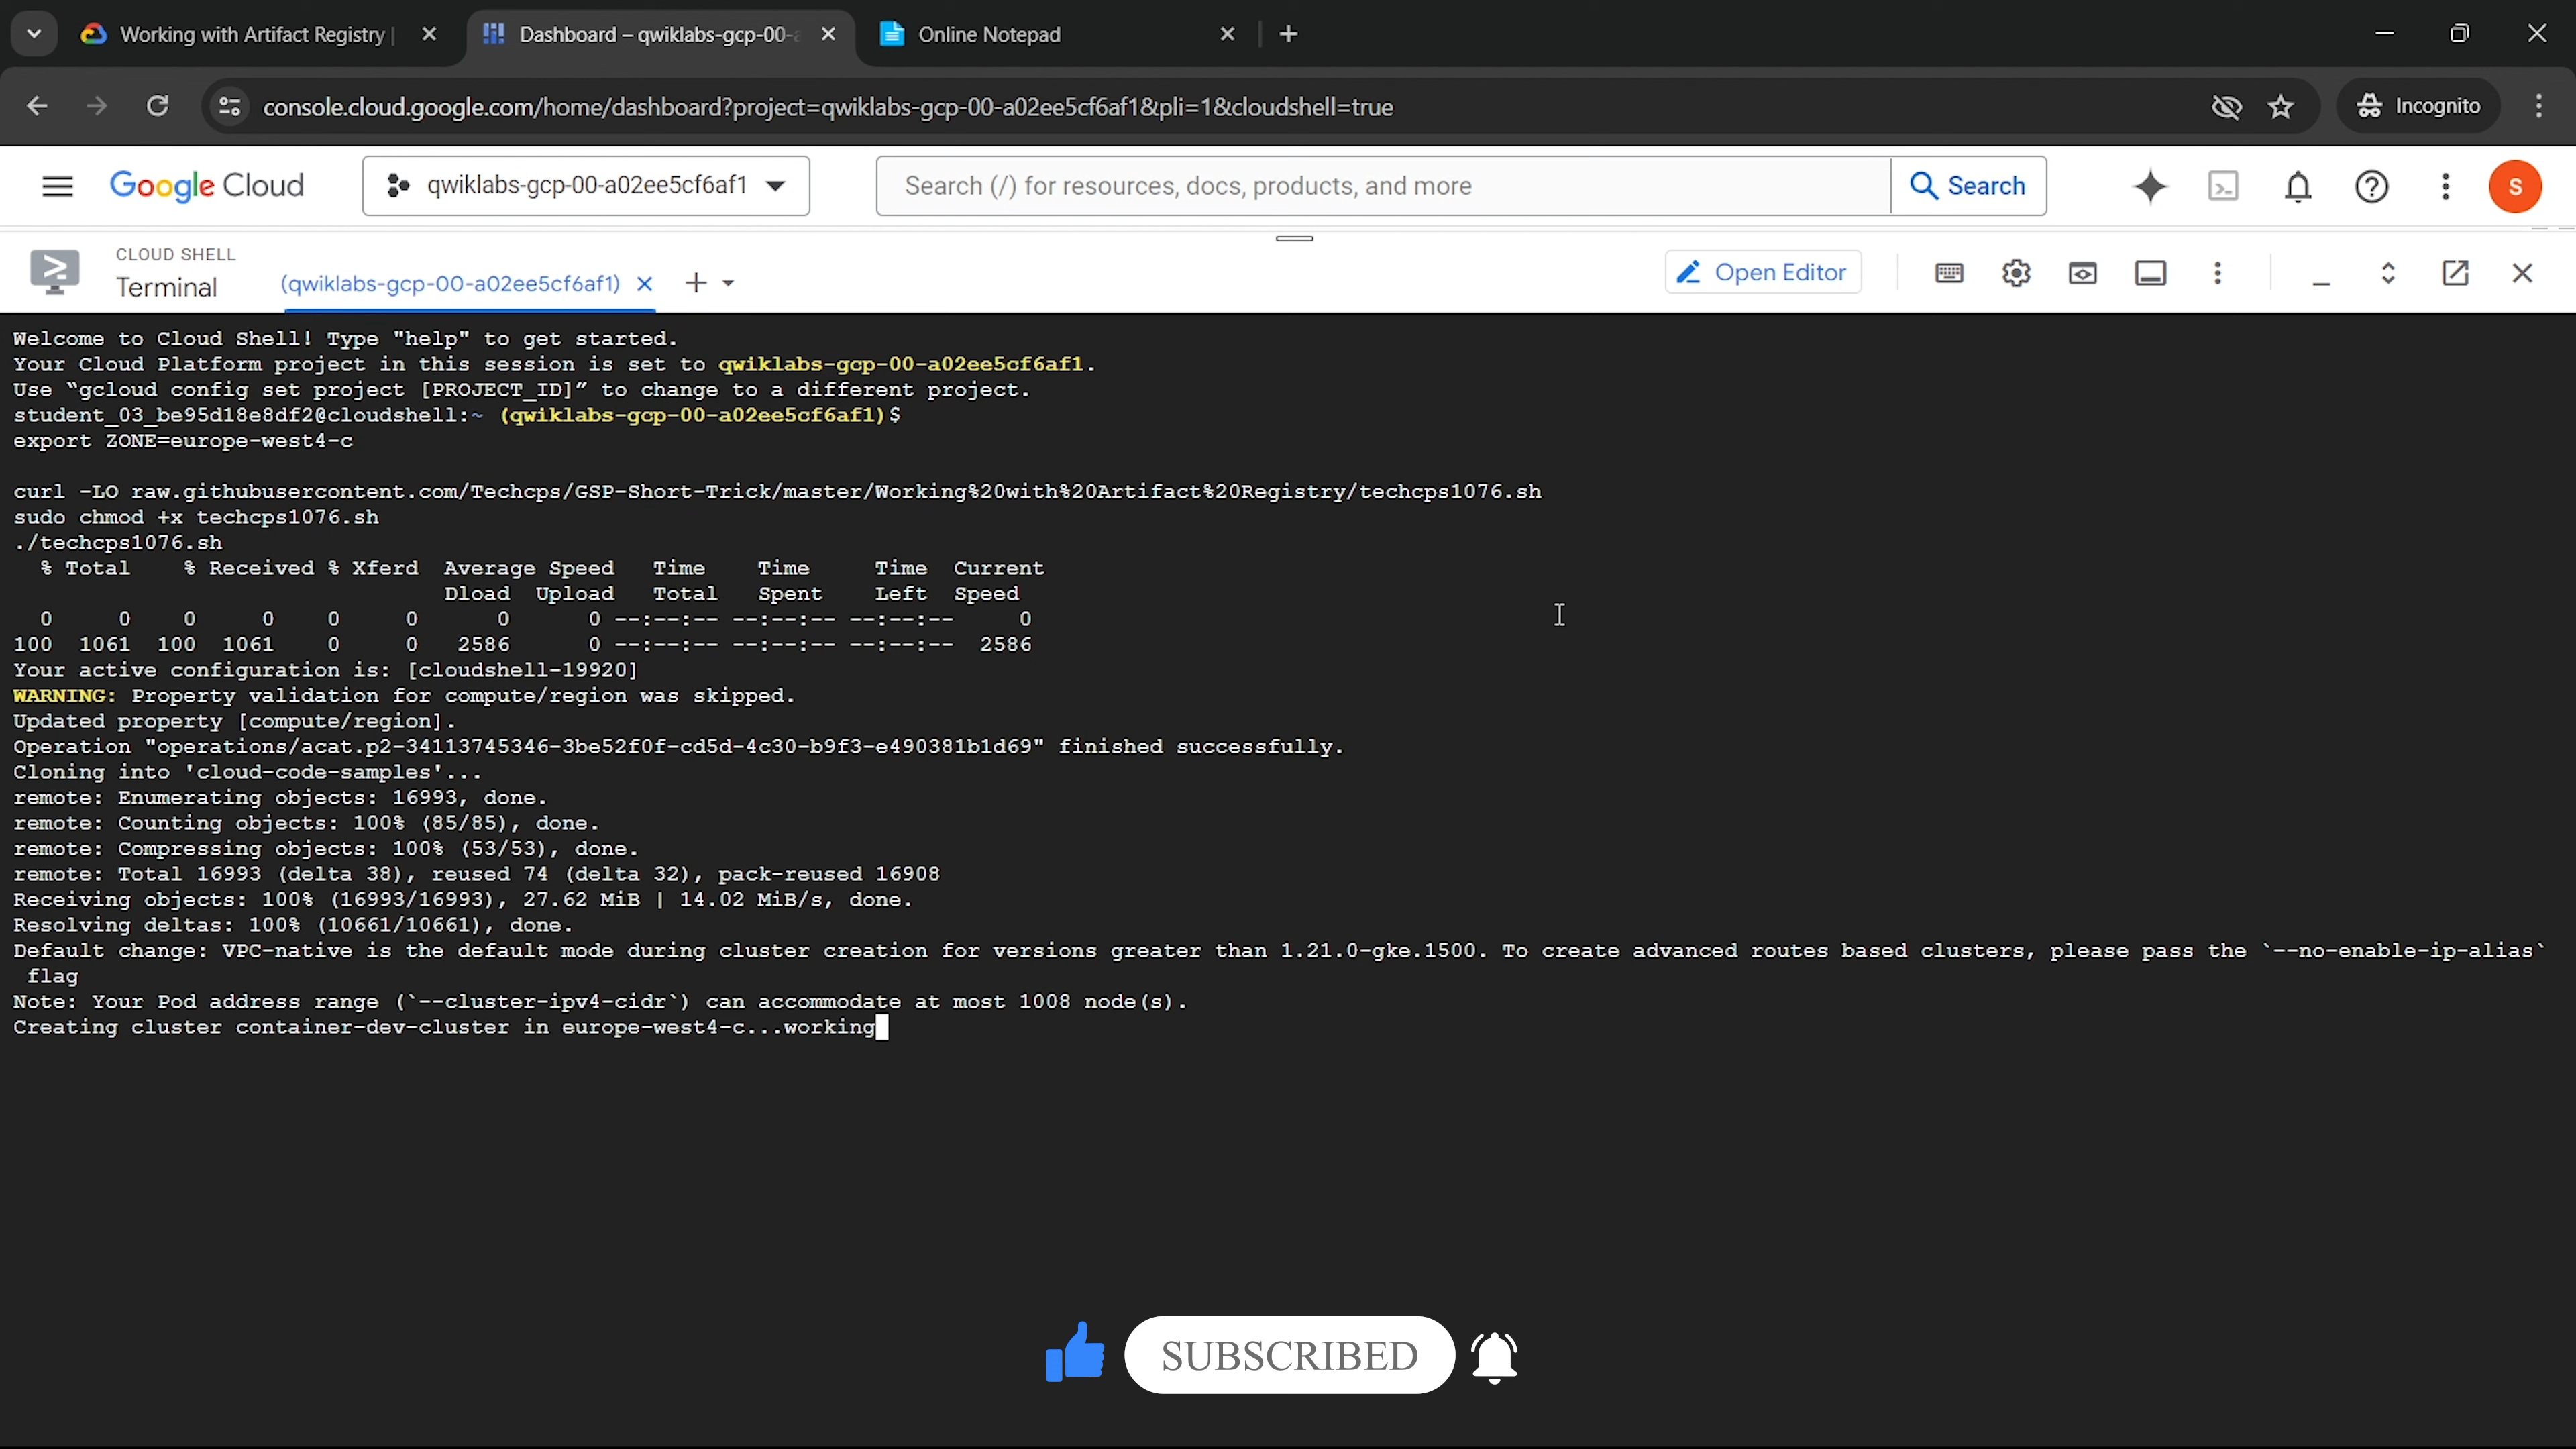 Working with Artifact Registry |
Dashboard – qwiklabs-gcp-00-a
Online Notepad
console.cloud.google.com/home/dashboard?project=qwiklabs-gcp-00-a02ee5cf6af1&pli=1&cloudshell=true
Incognito
Google Cloud
qwiklabs-gcp-00-a02ee5cf6af1
Search (/) for resources, docs, products, and more
Search
S
CLOUD SHELL
Terminal
(qwiklabs-gcp-00-a02ee5cf6af1)
Open Editor
Welcome to Cloud Shell! Type "help" to get started.
Your Cloud Platform project in this session is set to qwiklabs-gcp-00-a02ee5cf6af1.
Use “gcloud config set project [PROJECT_ID]” to change to a different project.
student_03_be95d18e8df2@cloudshell:~ (qwiklabs-gcp-00-a02ee5cf6af1)$
export ZONE=europe-west4-c
curl -LO raw.githubusercontent.com/Techcps/GSP-Short-Trick/master/Working%20with%20Artifact%20Registry/techcps1076.sh
sudo chmod +x techcps1076.sh
./techcps1076.sh
% Total % Received % Xferd Average Speed Time Time Time Current
Dload Upload Total Spent Left Speed
0 0 0 0 0 0 0 0 --:--:-- --:--:-- --:--:-- 0
100 1061 100 1061 0 0 2586 0 --:--:-- --:--:-- --:--:-- 2586
Your active configuration is: [cloudshell-19920]
WARNING: Property validation for compute/region was skipped.
Updated property [compute/region].
Operation "operations/acat.p2-34113745346-3be52f0f-cd5d-4c30-b9f3-e490381b1d69" finished successfully.
Cloning into 'cloud-code-samples'...
remote: Enumerating objects: 16993, done.
remote: Counting objects: 100% (85/85), done.
remote: Compressing objects: 100% (53/53), done.
remote: Total 16993 (delta 38), reused 74 (delta 32), pack-reused 16908
Receiving objects: 100% (16993/16993), 27.62 MiB | 14.02 MiB/s, done.
Resolving deltas: 100% (10661/10661), done.
Default change: VPC-native is the default mode during cluster creation for versions greater than 1.21.0-gke.1500. To create advanced routes based clusters, please pass the `--no-enable-ip-alias`
flag
Note: Your Pod address range (`--cluster-ipv4-cidr`) can accommodate at most 1008 node(s).
Creating cluster container-dev-cluster in europe-west4-c...working
SUBSCRIBED